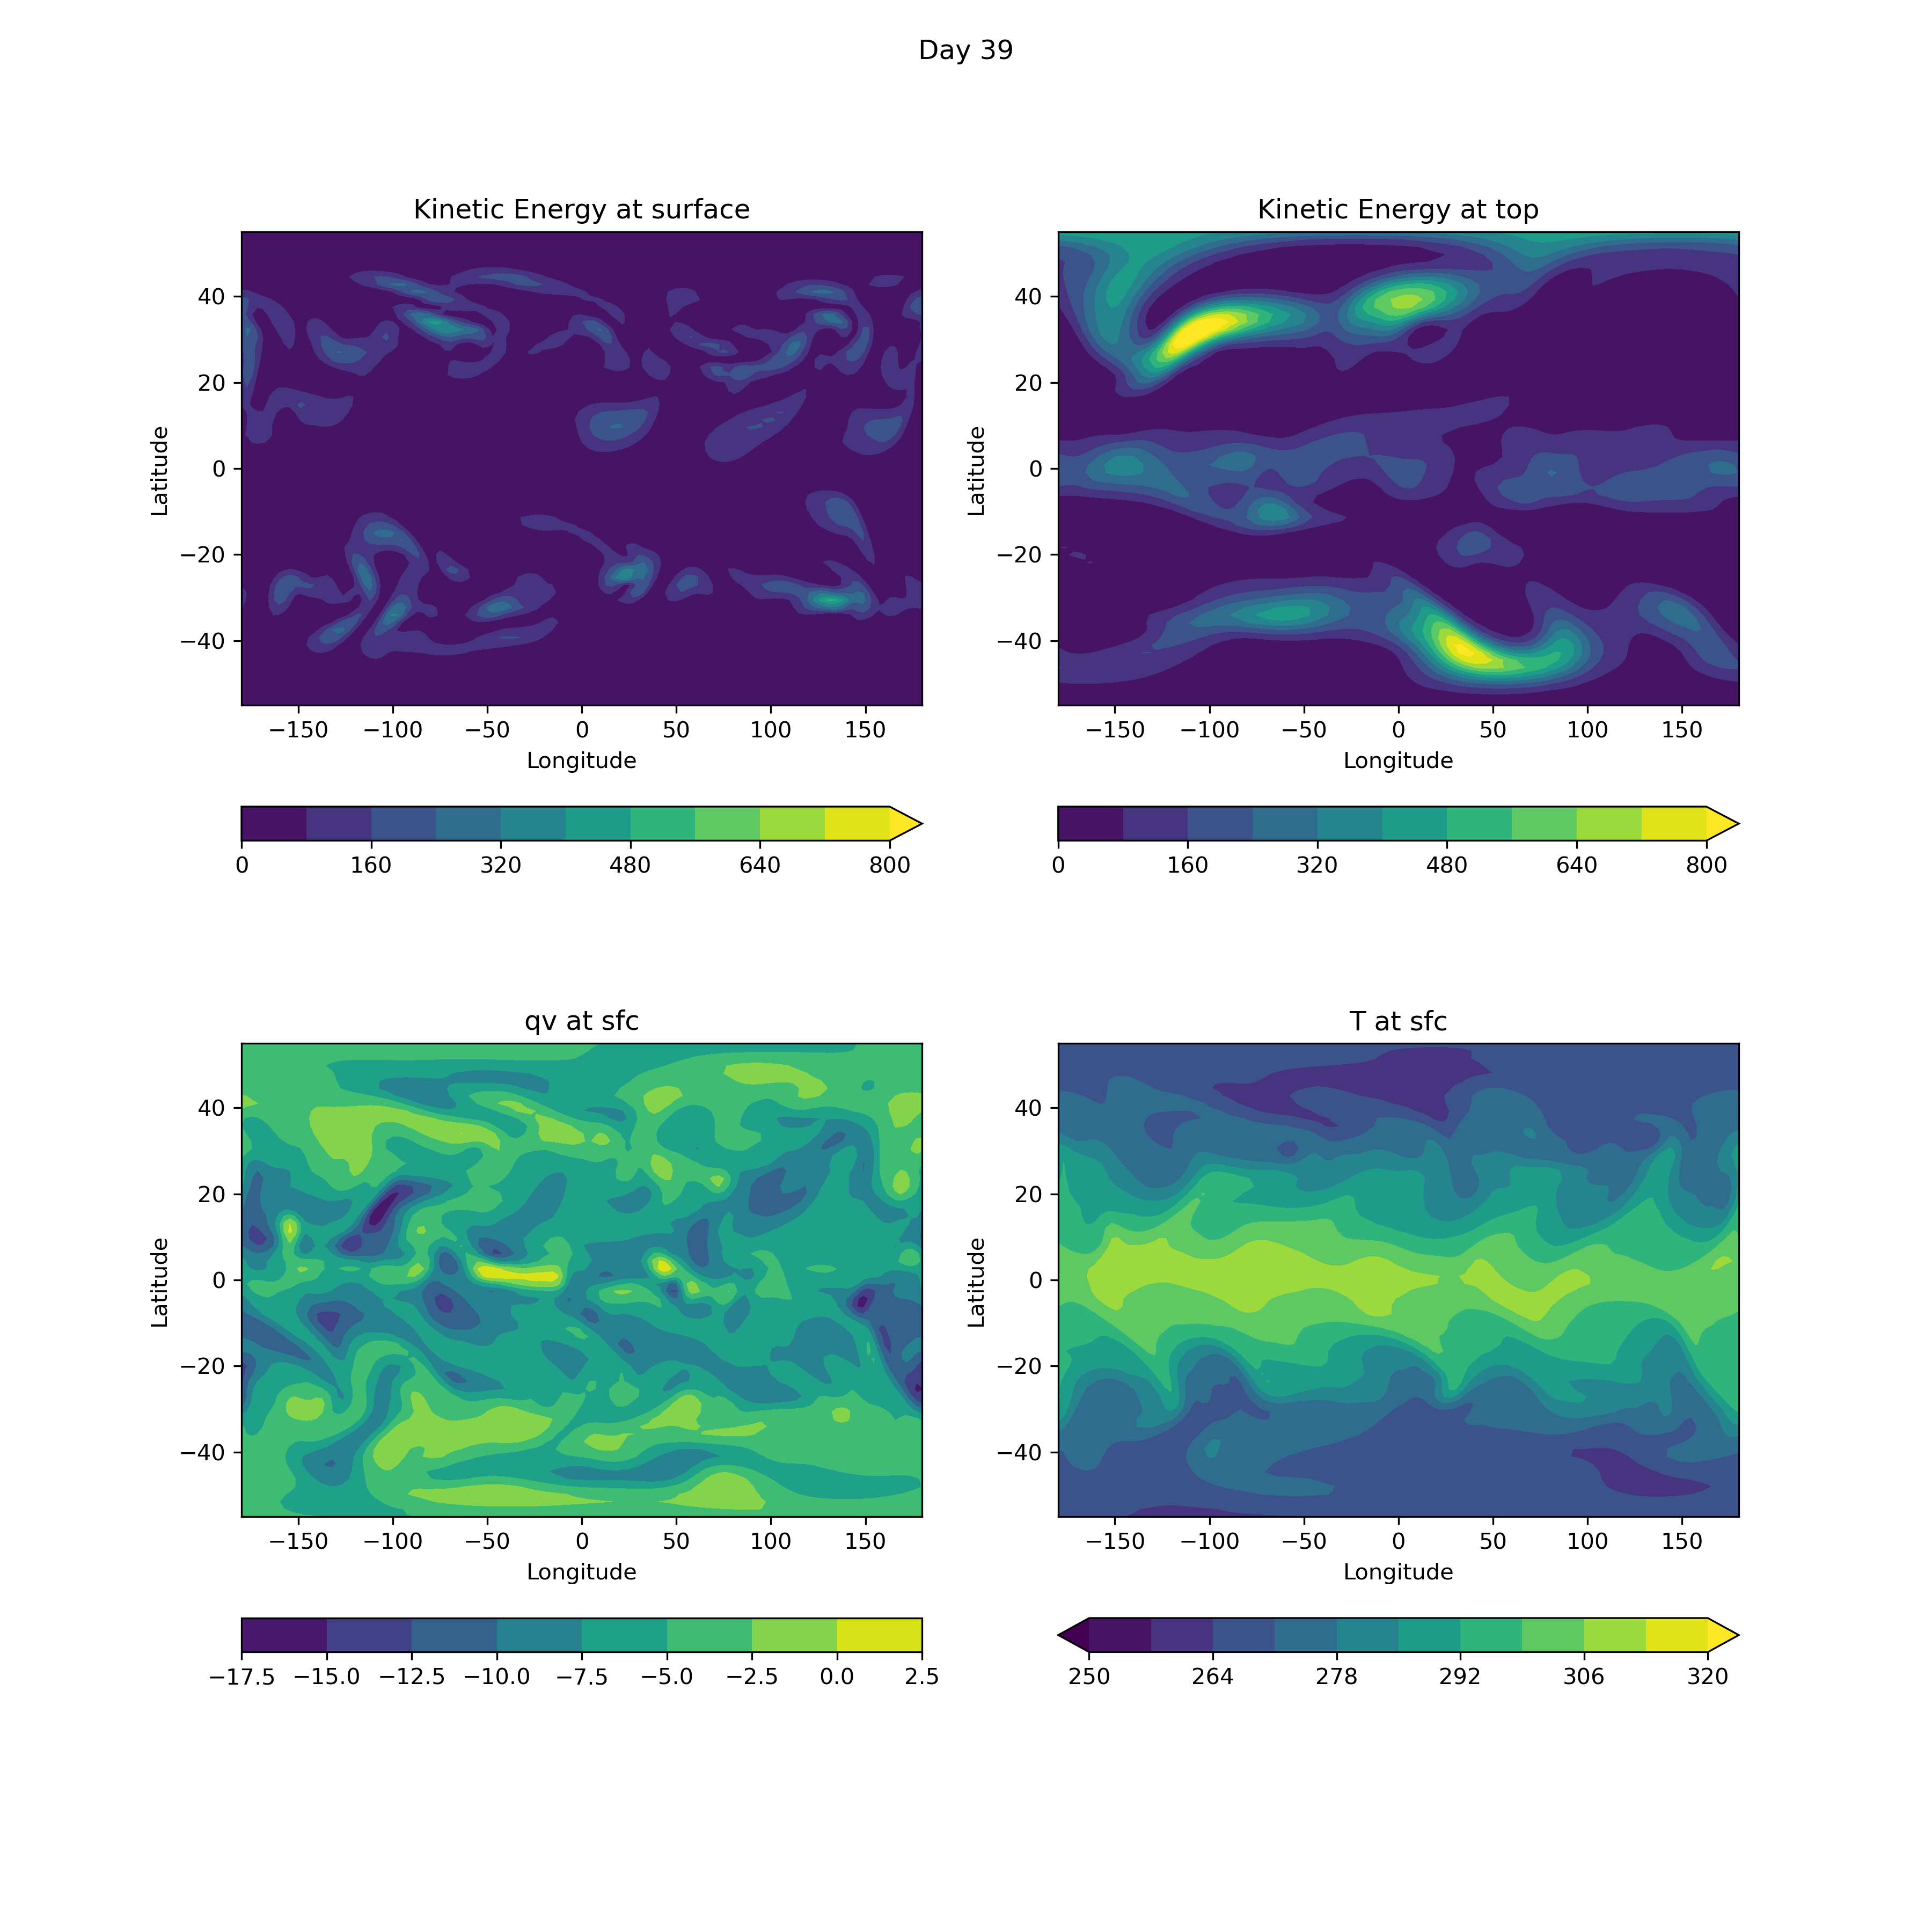 Day 39
Kinetic Energy at surface
Latitude
40
20
0
−20
−40
−150 −100 −50 0 50 100 150
Longitude
0 160 320 480 640 800
Kinetic Energy at top
Latitude
40
20
0
−20
−40
−150 −100 −50 0 50 100 150
Longitude
0 160 320 480 640 800
qv at sfc
Latitude
40
20
0
−20
−40
−150 −100 −50 0 50 100 150
Longitude
−17.5 −15.0 −12.5 −10.0 −7.5 −5.0 −2.5 0.0 2.5
T at sfc
Latitude
40
20
0
−20
−40
−150 −100 −50 0 50 100 150
Longitude
250 264 278 292 306 320